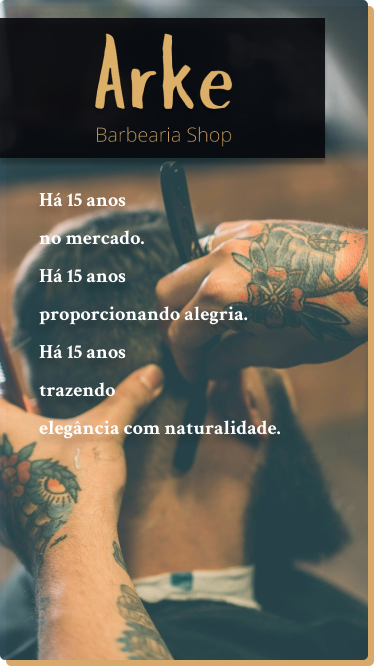 Arke
Barbearia Shop
Há 15 anos
no mercado.
Há 15 anos
proporcionando alegria.
Há 15 anos
trazendo
elegância com naturalidade.